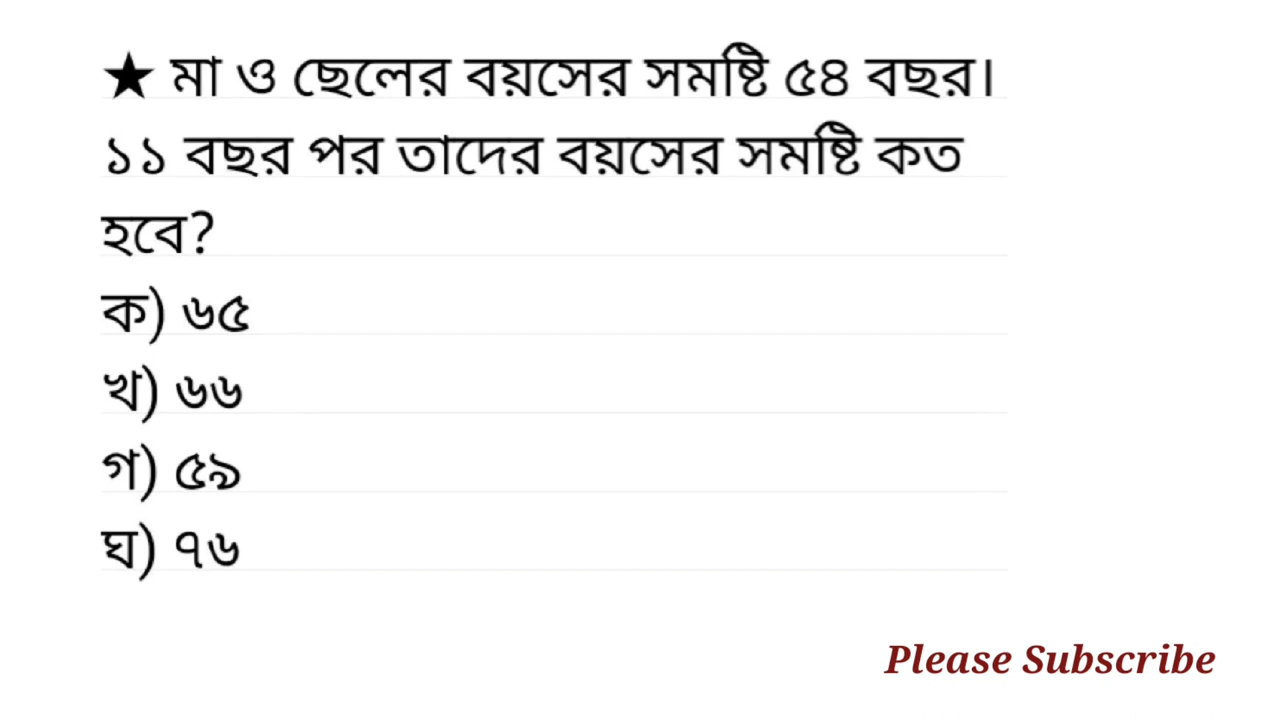 ★ মা ও ছেলের বয়সের সমষ্টি ৫৪ বছর।
১১ বছর পর তাদের বয়সের সমষ্টি কত
হবে?
ক) ৬৫
খ) ৬৬
গ) ৫৯
ঘ) ৭৬
Please Subscribe